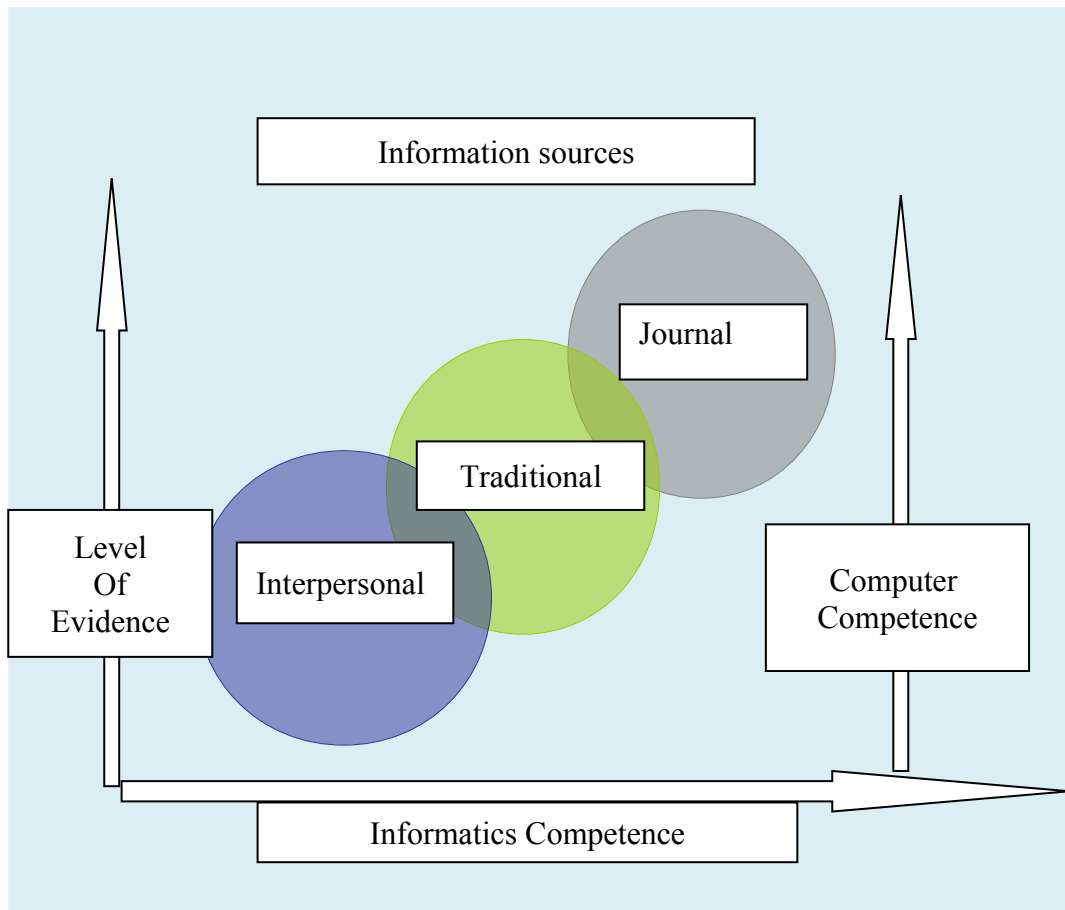 Information sources
Journal
Traditional
Interpersonal
Level
Of
Evidence
Computer
Competence
Informatics Competence